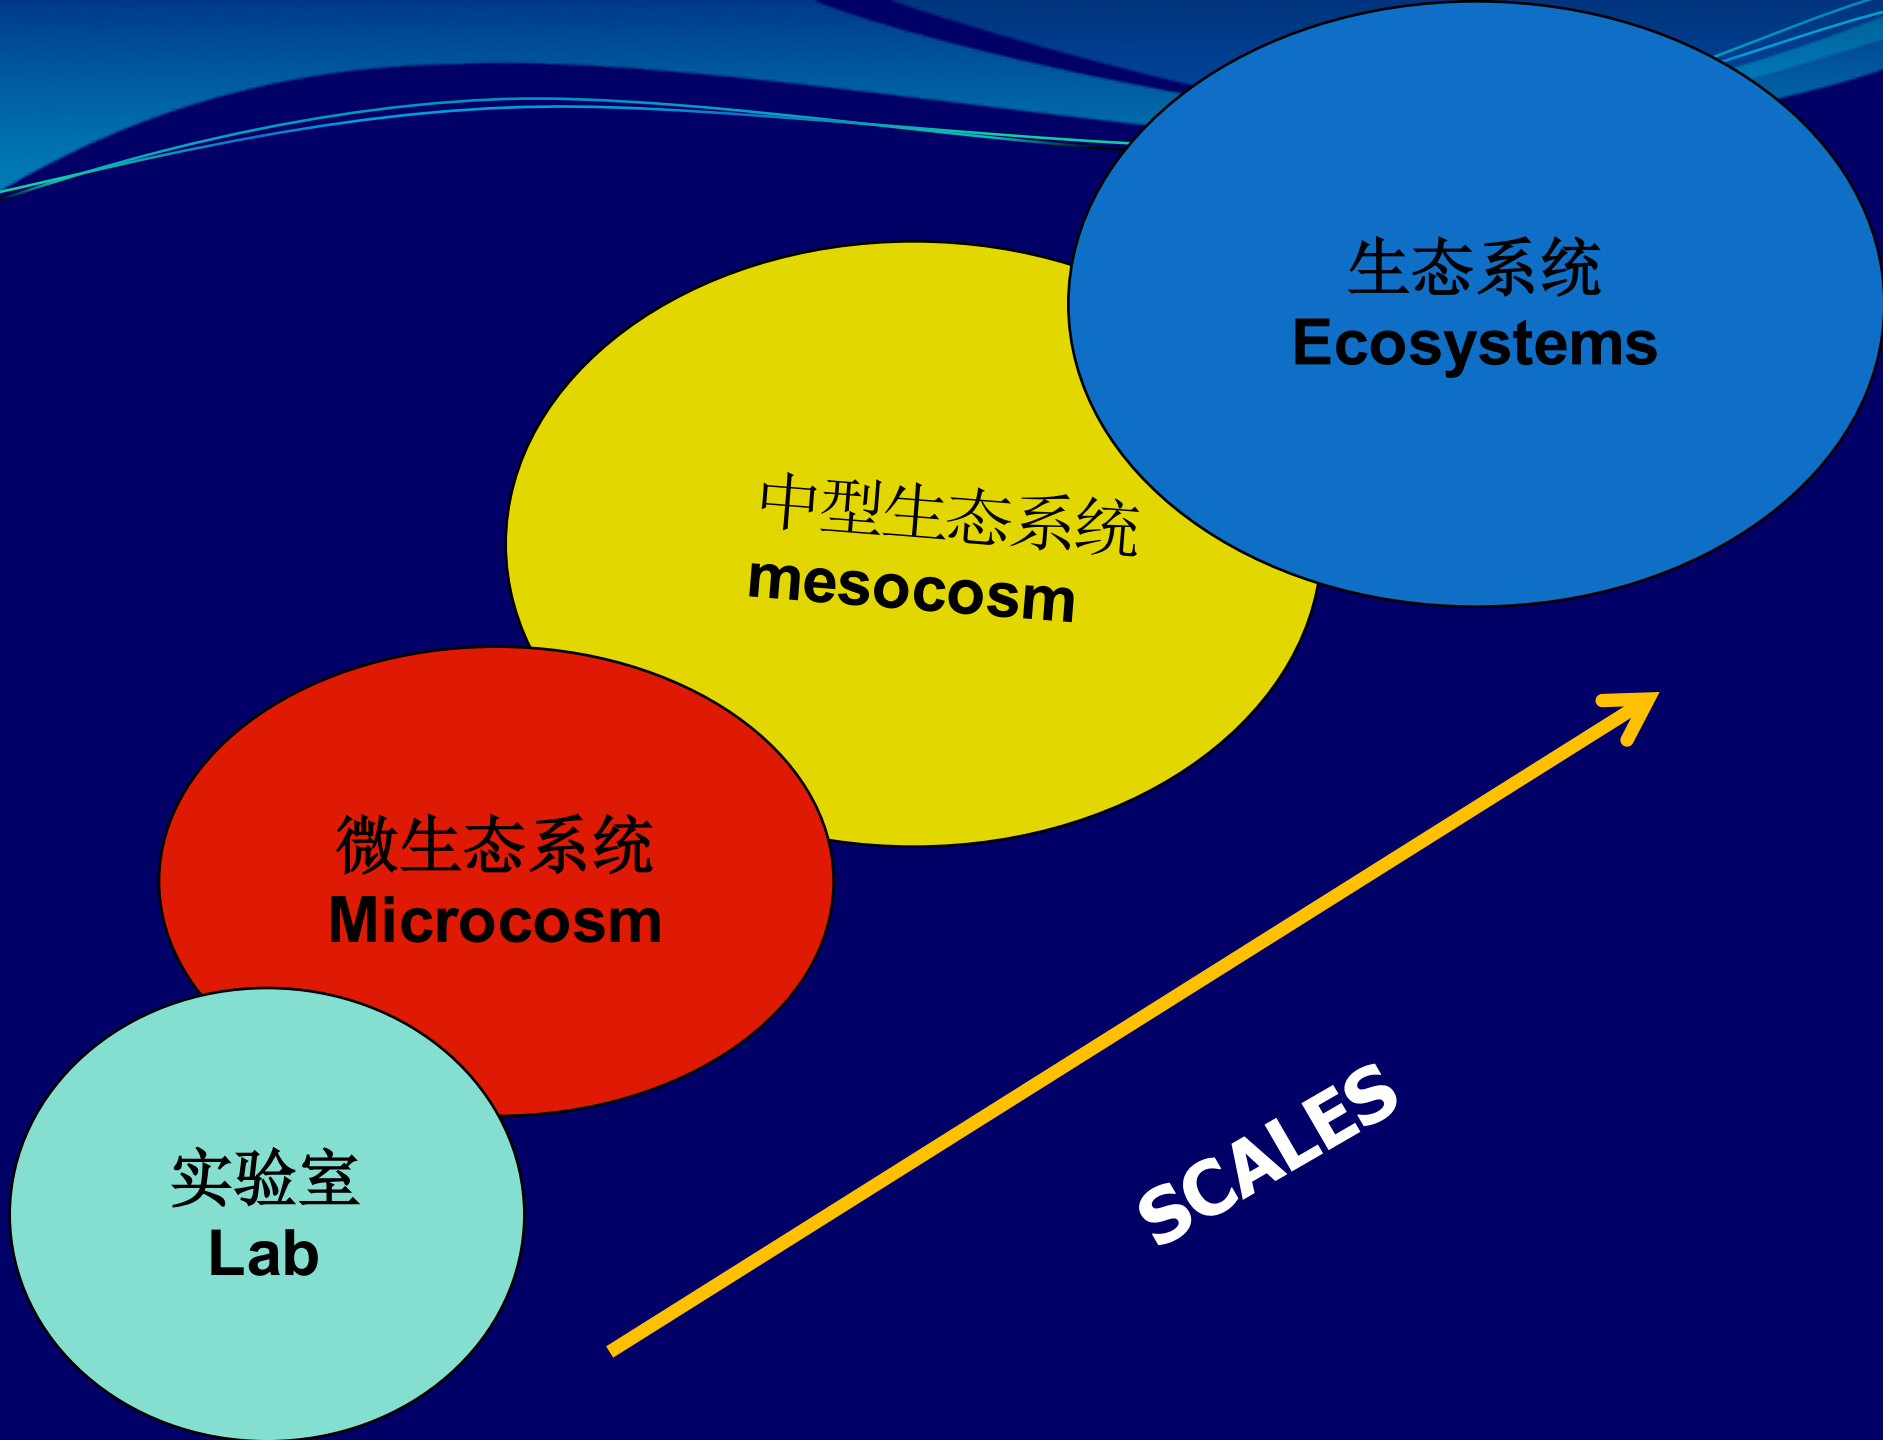 生态系统
Ecosystems
中型生态系统
mesocosm
微生态系统
Microcosm
实验室
Lab
SCALES